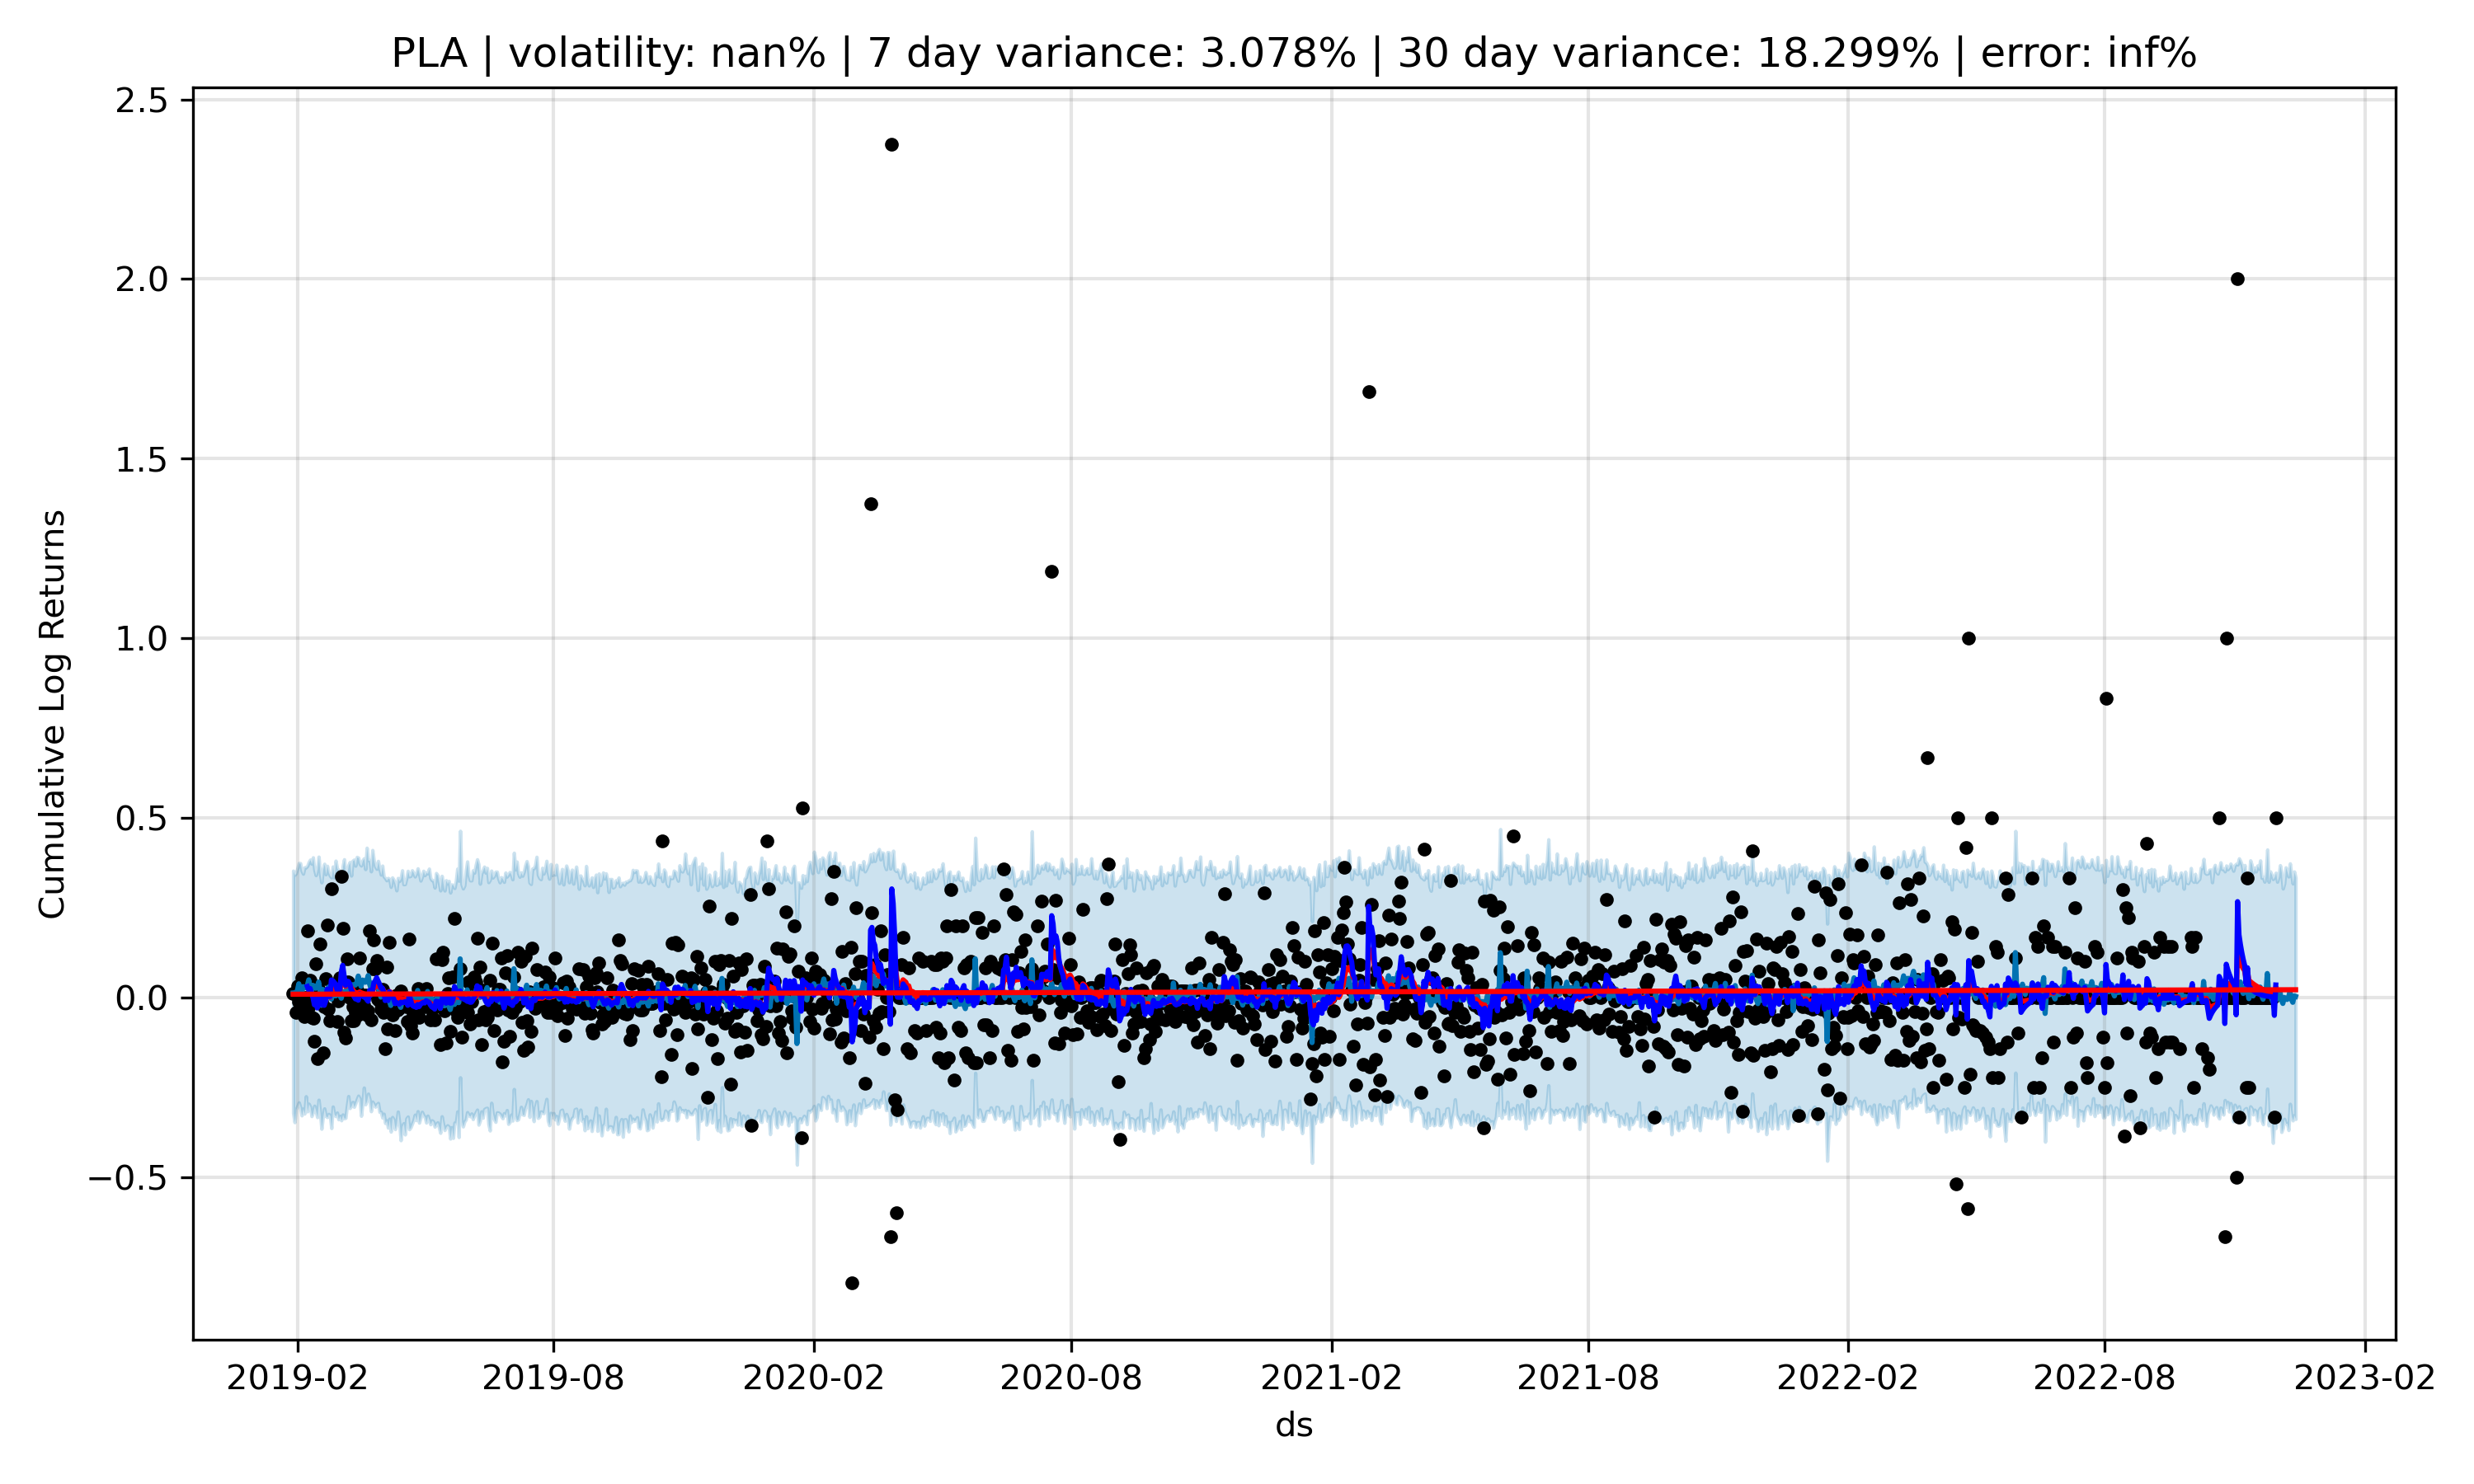 PLA | volatility: nan% | 7 day variance: 3.078% | 30 day variance: 18.299% | error: inf%
2.5
2.0
1.5
1.0
0.5
0.0
−0.5
Cumulative Log Returns
2019-02 2019-08 2020-02 2020-08 2021-02 2021-08 2022-02 2022-08 2023-02
ds